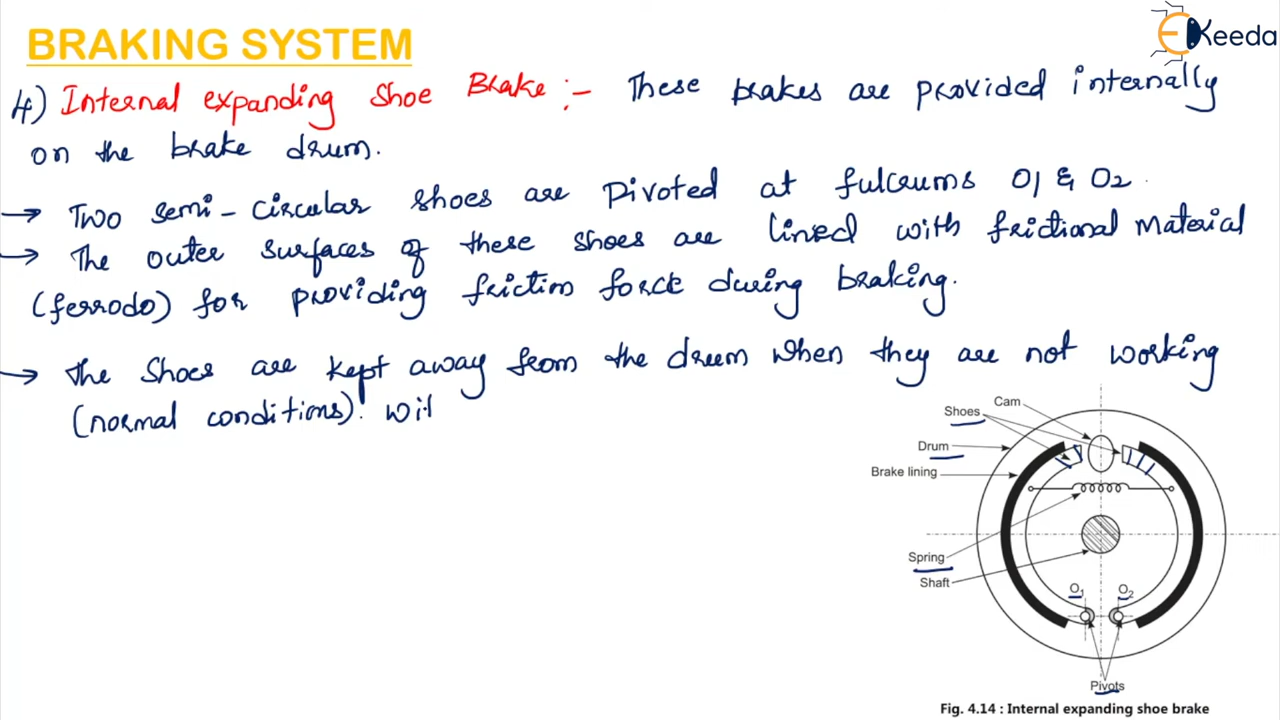 BRAKING SYSTEM
EKeeda
4) Internal expanding Shoe Brake :- These brakes are provided internally
on the brake drum.
→ Two semi-circular shoes are pivoted at fulcrums O1 & O2.
→ The outer surfaces of these shoes are lined with frictional material
(ferrodo) for providing friction force during braking.
→ The shoes are kept away from the drum when they are not working
(normal conditions). wit
Cam
Shoes
Drum
Brake lining
Spring
Shaft
O1 O2
Pivots
Fig. 4.14 : Internal expanding shoe brake